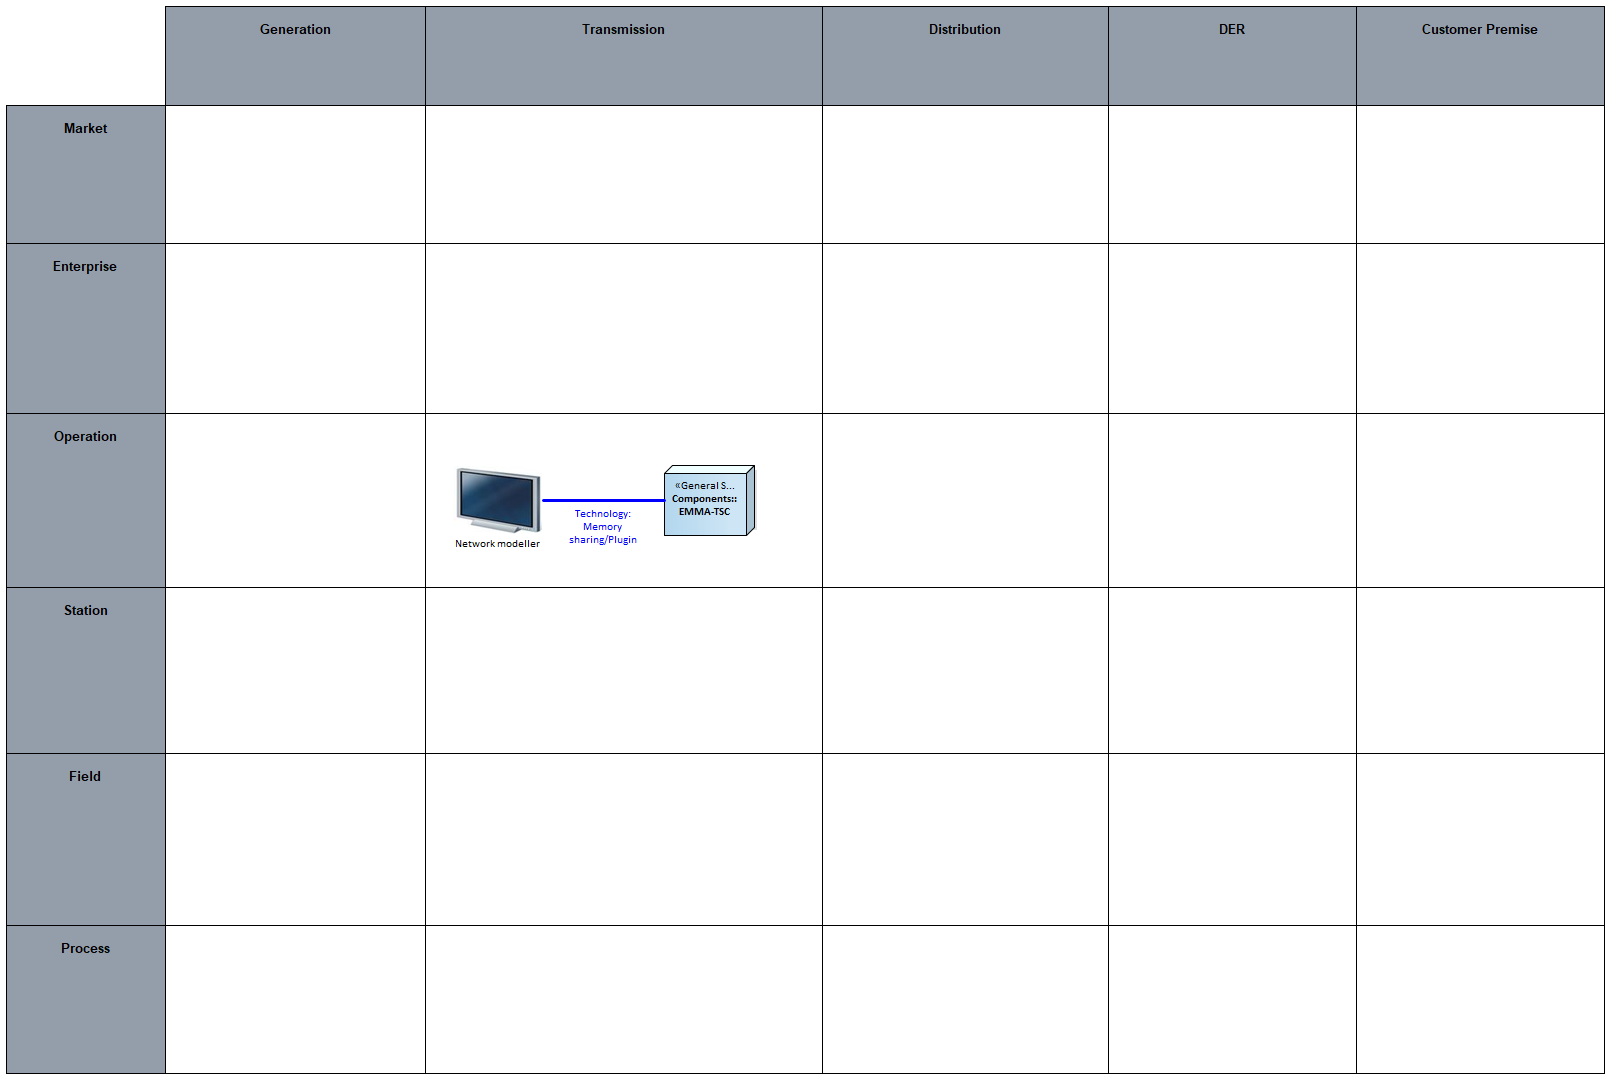 Generation
Transmission
Distribution
DER
Customer Premise
Market
Enterprise
Operation
«General S...
Components::
EMMA-TSC
Technology:
Memory
sharing/Plugin
Network modeller
Station
Field
Process